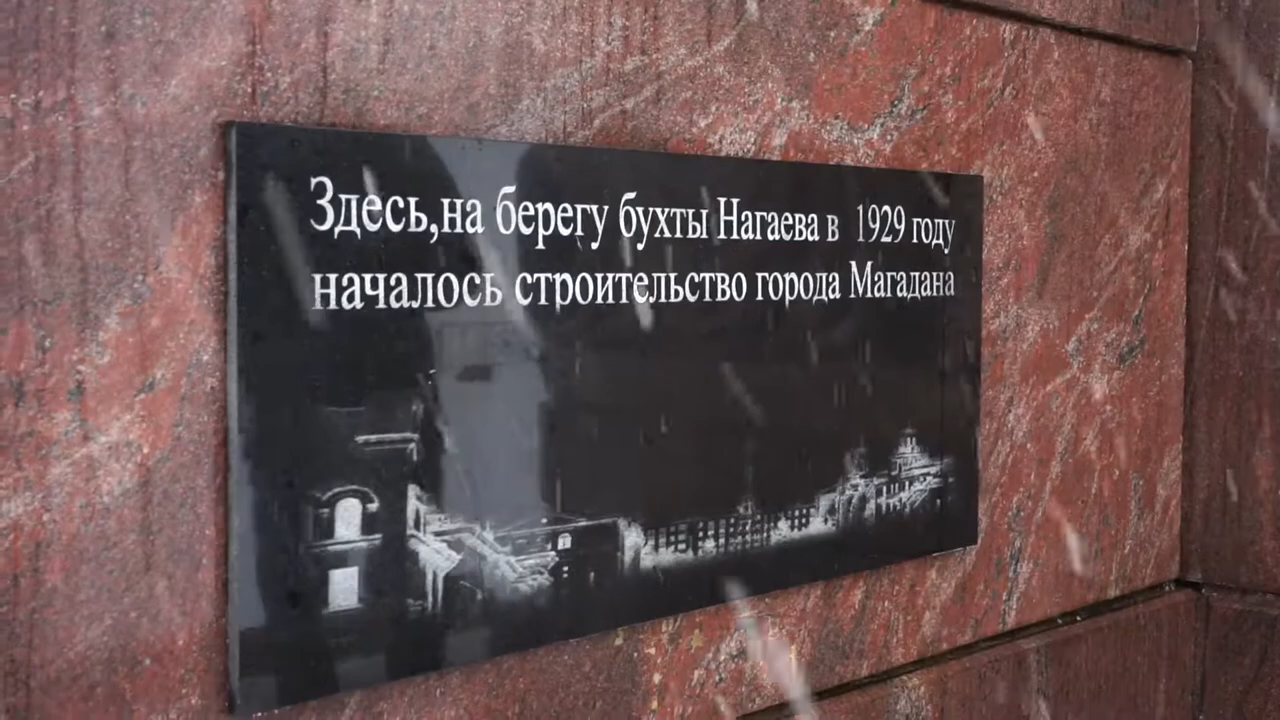 Здесь,на берегу бухты Нагаева в 1929 году
началось строительство города Магадана